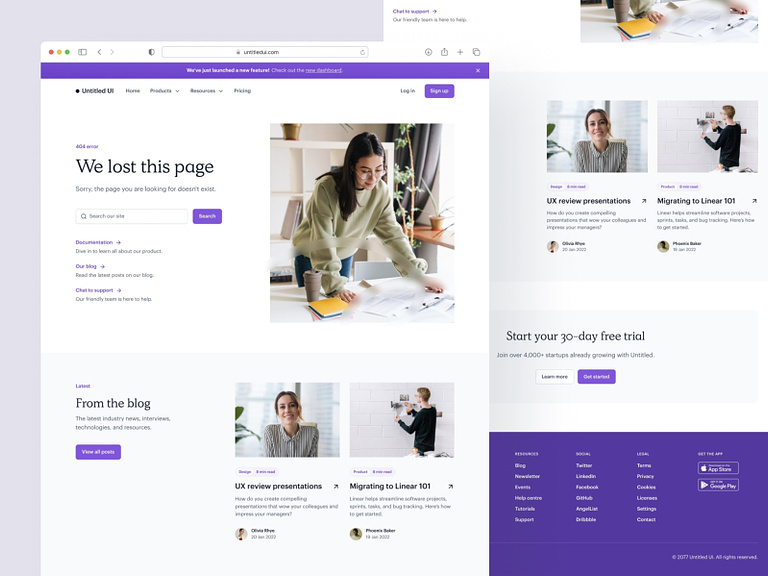 Chat to support →
Our friendly team is here to help.
untitledui.com
We've just launched a new feature! Check out the new dashboard.
Untitled UI
Home
Products
Resources
Pricing
Log in
Sign up
404 error
We lost this page
Sorry, the page you are looking for doesn't exist.
Search our site
Search
Documentation →
Dive in to learn all about our product.
Our blog →
Read the latest posts on our blog.
Chat to support →
Our friendly team is here to help.
Latest
From the blog
The latest industry news, interviews,
technologies, and resources.
View all posts
Design
8 min read
UX review presentations
How do you create compelling
presentations that wow your colleagues and
impress your managers?
Olivia Rhye
20 Jan 2022
Product
8 min read
Migrating to Linear 101
Linear helps streamline software projects,
sprints, tasks, and bug tracking. Here's how
to get started.
Phoenix Baker
19 Jan 2022
Design
8 min read
UX review presentations
How do you create compelling
presentations that wow your colleagues and
impress your managers?
Olivia Rhye
20 Jan 2022
Product
8 min read
Migrating to Linear 101
Linear helps streamline software projects,
sprints, tasks, and bug tracking. Here's how
to get started.
Phoenix Baker
19 Jan 2022
Start your 30-day free trial
Join over 4,000+ startups already growing with Untitled.
Learn more
Get started
RESOURCES
Blog
Newsletter
Events
Help centre
Tutorials
Support
SOCIAL
Twitter
LinkedIn
Facebook
GitHub
AngelList
Dribbble
LEGAL
Terms
Privacy
Cookies
Licenses
Settings
Contact
GET THE APP
Download on the
App Store
GET IT ON
Google Play
© 2077 Untitled UI. All rights reserved.